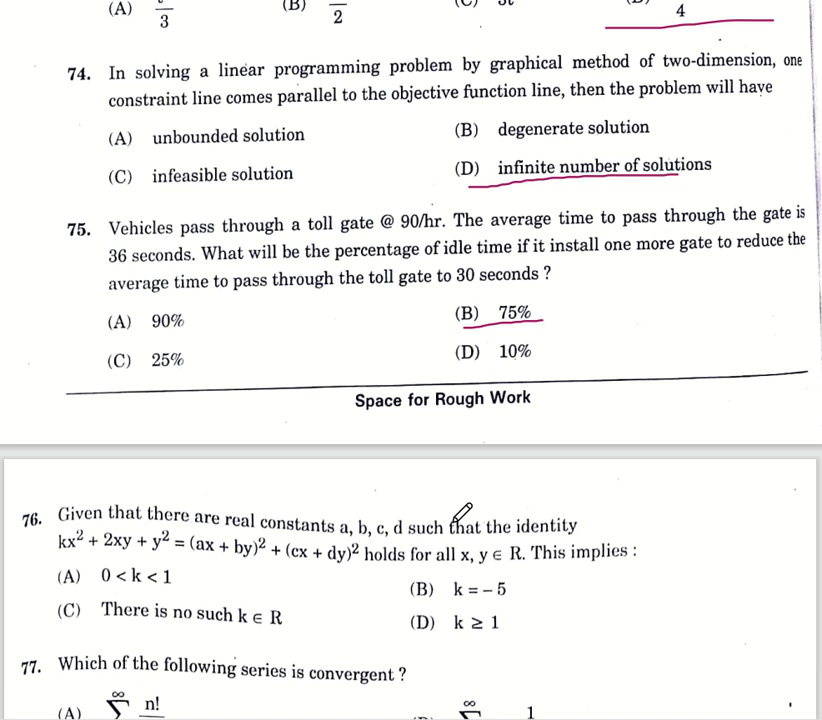 (A) 3 (B) 2 (C) 4
74. In solving a linear programming problem by graphical method of two-dimension, one
constraint line comes parallel to the objective function line, then the problem will have
(A) unbounded solution (B) degenerate solution
(C) infeasible solution (D) infinite number of solutions
75. Vehicles pass through a toll gate @ 90/hr. The average time to pass through the gate is
36 seconds. What will be the percentage of idle time if it install one more gate to reduce the
average time to pass through the toll gate to 30 seconds ?
(A) 90% (B) 75%
(C) 25% (D) 10%
Space for Rough Work
76. Given that there are real constants a, b, c, d such that the identity
kx² + 2xy + y² = (ax + by)² + (cx + dy)² holds for all x, y ∈ R. This implies :
(A) 0 < k < 1 (B) k = – 5
(C) There is no such k ∈ R (D) k ≥ 1
77. Which of the following series is convergent ?
(A) ∞ Σ n! ∞ Σ 1